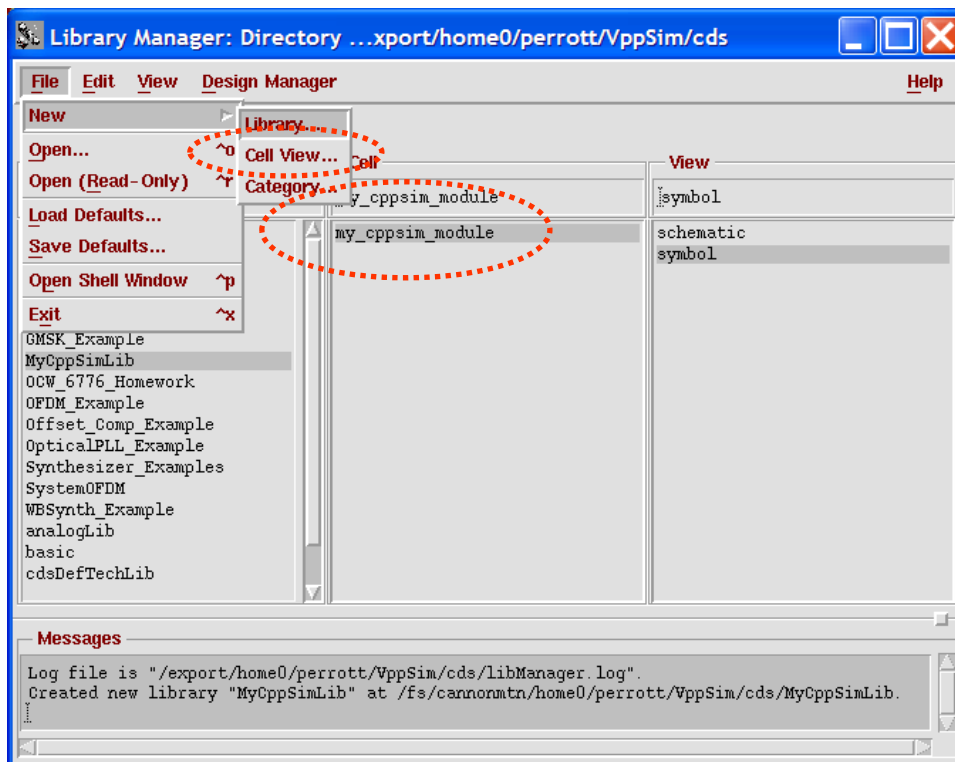 Library Manager: Directory ...xport/home0/perrott/VppSim/cds
File Edit View Design Manager Help
New
Open... ^o
Open (Read-Only) ^r
Load Defaults...
Save Defaults...
Open Shell Window ^p
Exit ^x
Library...
Cell View...
Category...
Cell
View
my_cppsim_module
symbol
my_cppsim_module
schematic
symbol
GMSK_Example
MyCppSimLib
OCW_6776_Homework
OFDM_Example
Offset_Comp_Example
OpticalPLL_Example
Synthesizer_Examples
SystemOFDM
WBSynth_Example
analogLib
basic
cdsDefTechLib
Messages
Log file is "/export/home0/perrott/VppSim/cds/libManager.log".
Created new library "MyCppSimLib" at /fs/cannonmtn/home0/perrott/VppSim/cds/MyCppSimLib.